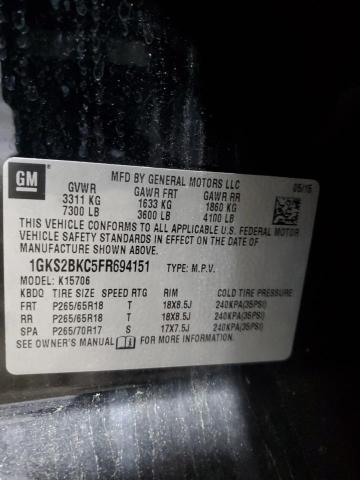 GM
MFD BY GENERAL MOTORS LLC 05/15
GVWR GAWR FRT GAWR RR
3311 KG 1633 KG 1860 KG
7300 LB 3600 LB 4100 LB
THIS VEHICLE CONFORMS TO ALL APPLICABLE U.S. FEDERAL MOTOR
VEHICLE SAFETY STANDARDS IN EFFECT ON THE DATE OF
MANUFACTURE SHOWN ABOVE.
1GKS2BKC5FR694151 TYPE: M.P.V.
MODEL: K15706
KBDO TIRE SIZE SPEED RTG RIM COLD TIRE PRESSURE
FRT P265/65R18 T 18X8.5J 240KPA(35PSI)
RR P265/65R18 T 18X8.5J 240KPA(35PSI)
SPA P265/70R17 T 17X7.5J 240KPA(35PSI)
SEE OWNER'S MANUAL FOR MORE INFORMATION.